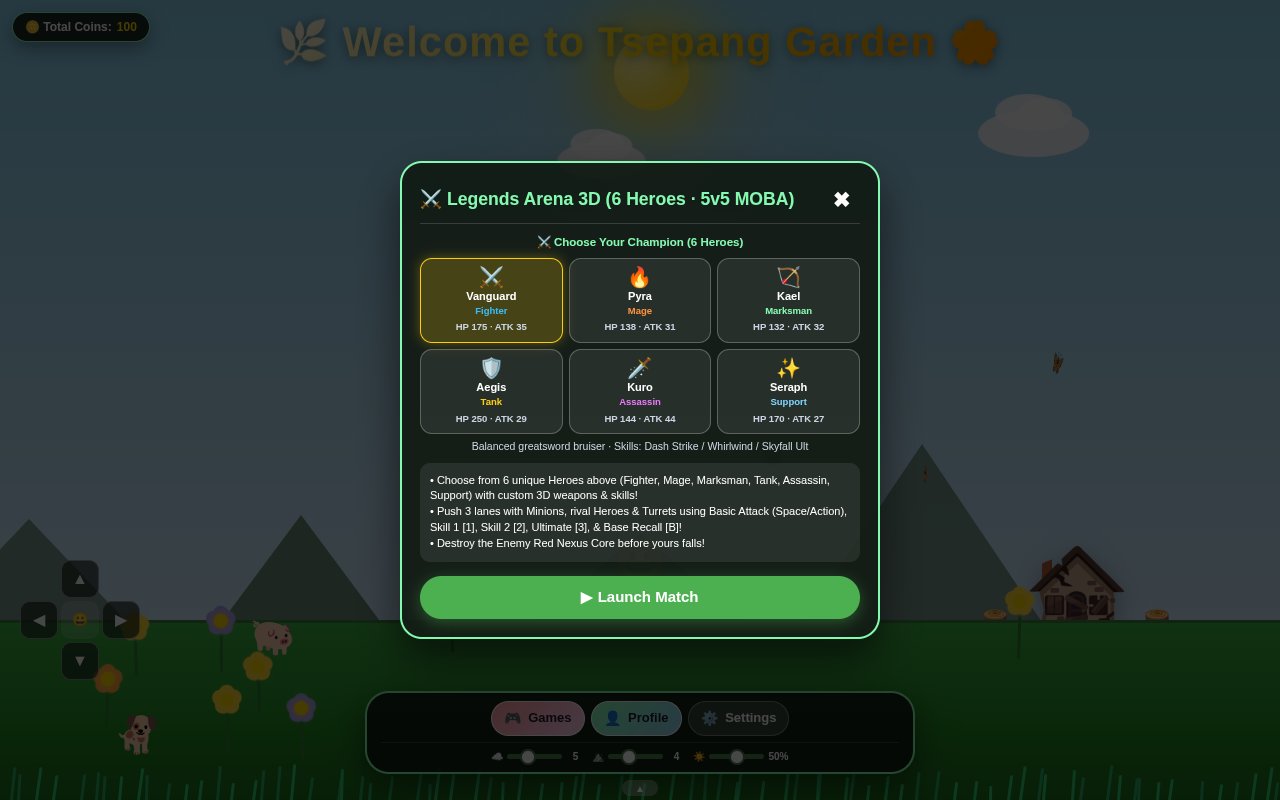 Total Coins: 100
Welcome to Tsepang Garden
Legends Arena 3D (6 Heroes · 5v5 MOBA)
✖
Choose Your Champion (6 Heroes)
Vanguard
Fighter
HP 175 · ATK 35
Pyra
Mage
HP 138 · ATK 31
Kael
Marksman
HP 132 · ATK 32
Aegis
Tank
HP 250 · ATK 29
Kuro
Assassin
HP 144 · ATK 44
Seraph
Support
HP 170 · ATK 27
Balanced greatsword bruiser · Skills: Dash Strike / Whirlwind / Skyfall Ult
• Choose from 6 unique Heroes above (Fighter, Mage, Marksman, Tank, Assassin,
Support) with custom 3D weapons & skills!
• Push 3 lanes with Minions, rival Heroes & Turrets using Basic Attack (Space/Action),
Skill 1 [1], Skill 2 [2], Ultimate [3], & Base Recall [B]!
• Destroy the Enemy Red Nexus Core before yours falls!
▶ Launch Match
▲
◀ ▶
▼
Games Profile Settings
5 4 50%
▲